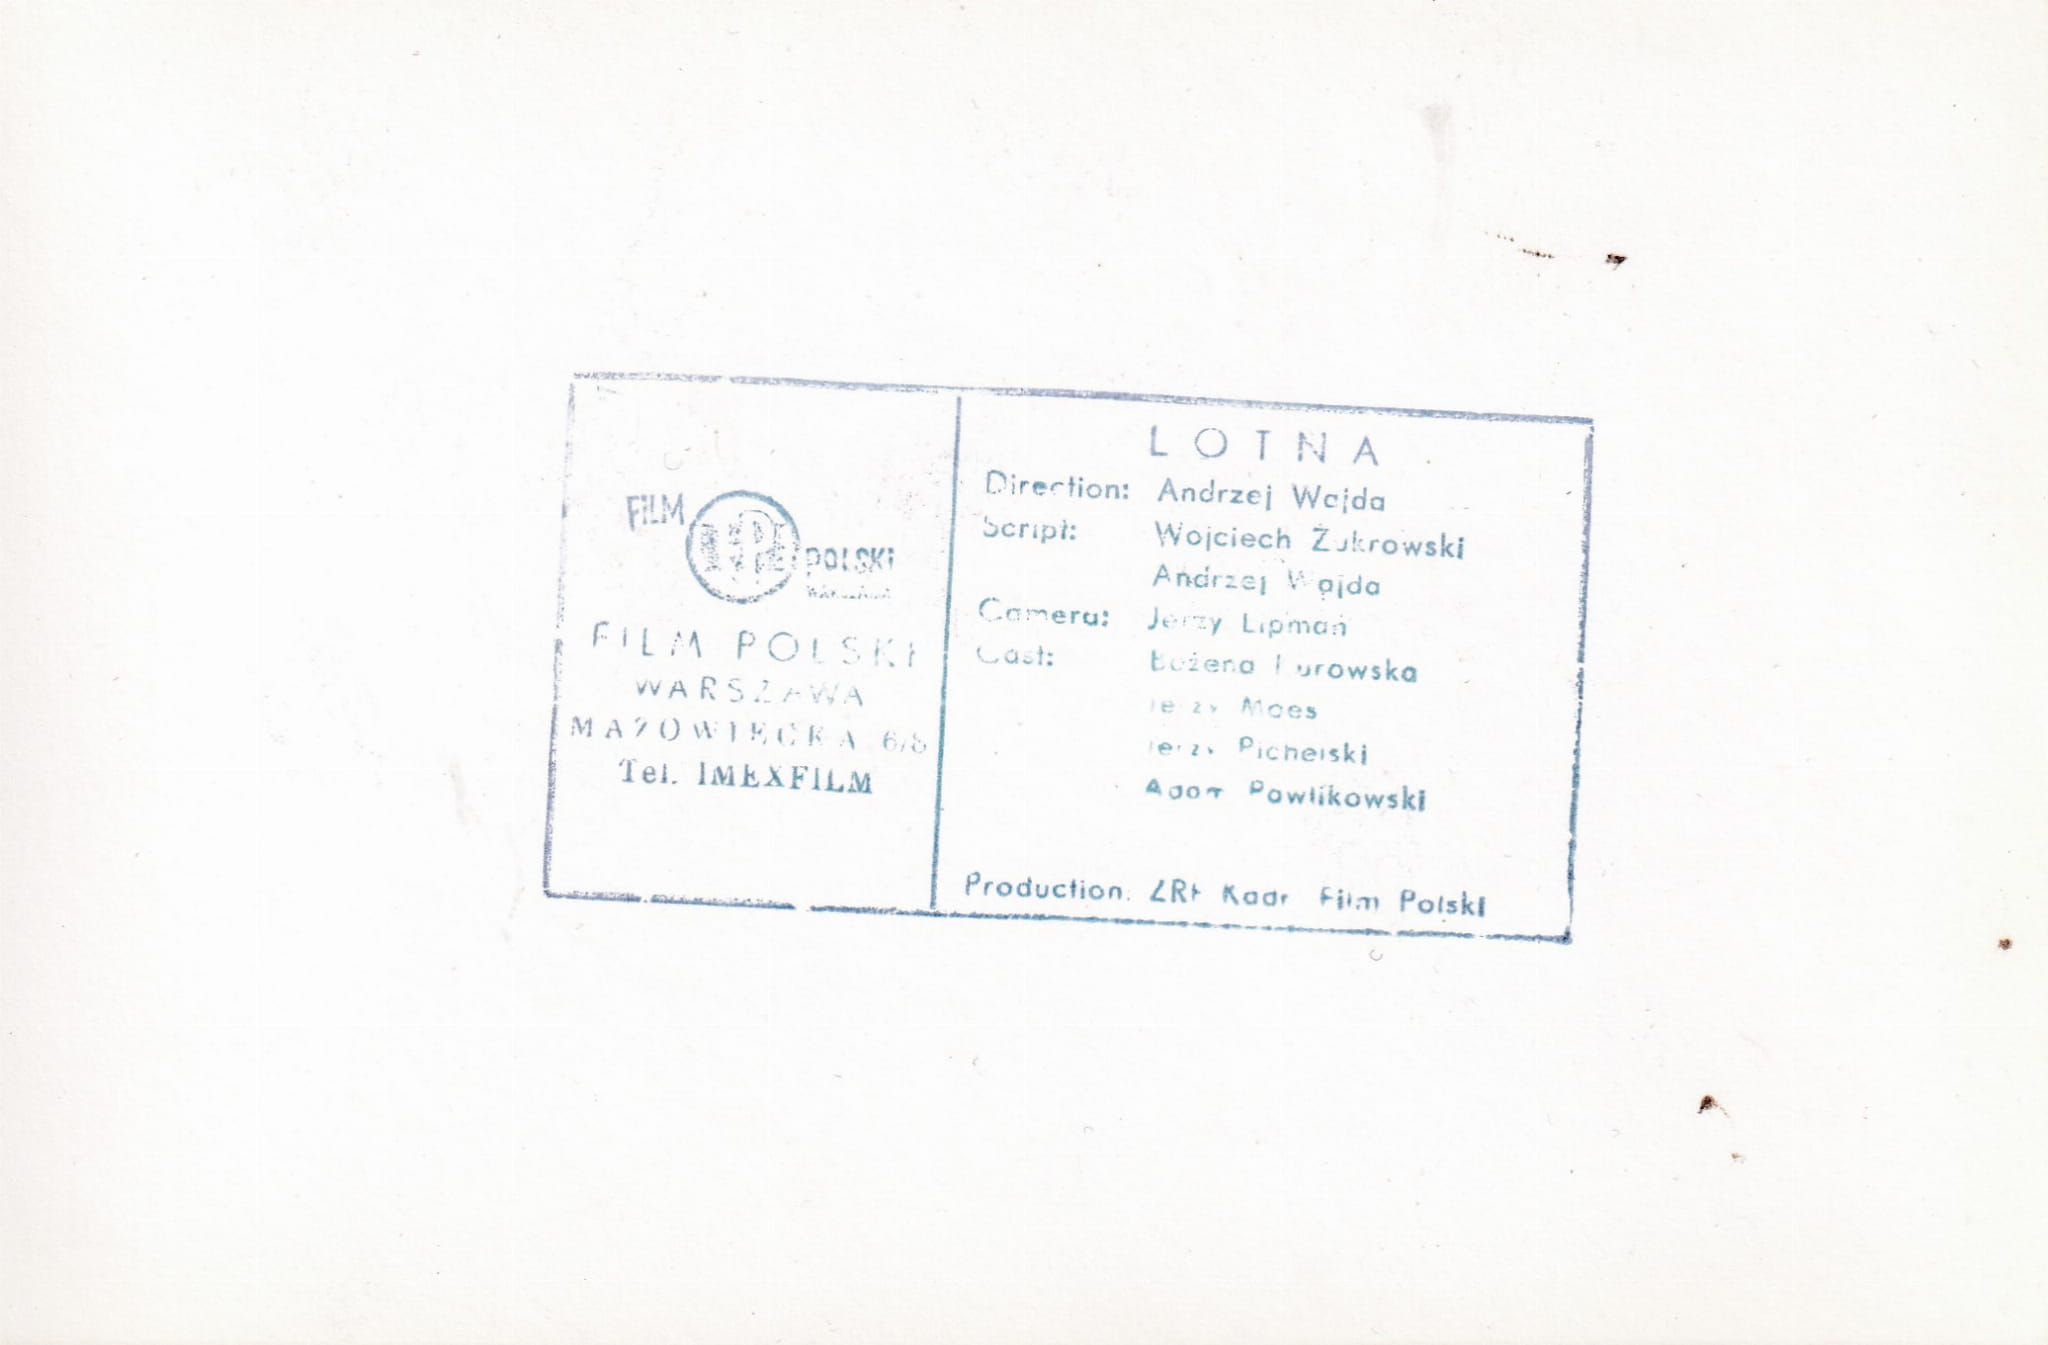 FiLM
POLSKi
FILM POLSKI
WARSZAWA
MAZOWIECKA 6/8
Tel. IMEXFILM
LOTNA
Direction: Andrzej Wajda
Script: Wojciech Żukrowski
Andrzej Wajda
Camera: Jerzy Lipman
Cast: Bożena Kurowska
Jerzy Moes
Jerzy Pichelski
Adam Pawlikowski
Production: ZRF Kadr Film Polski